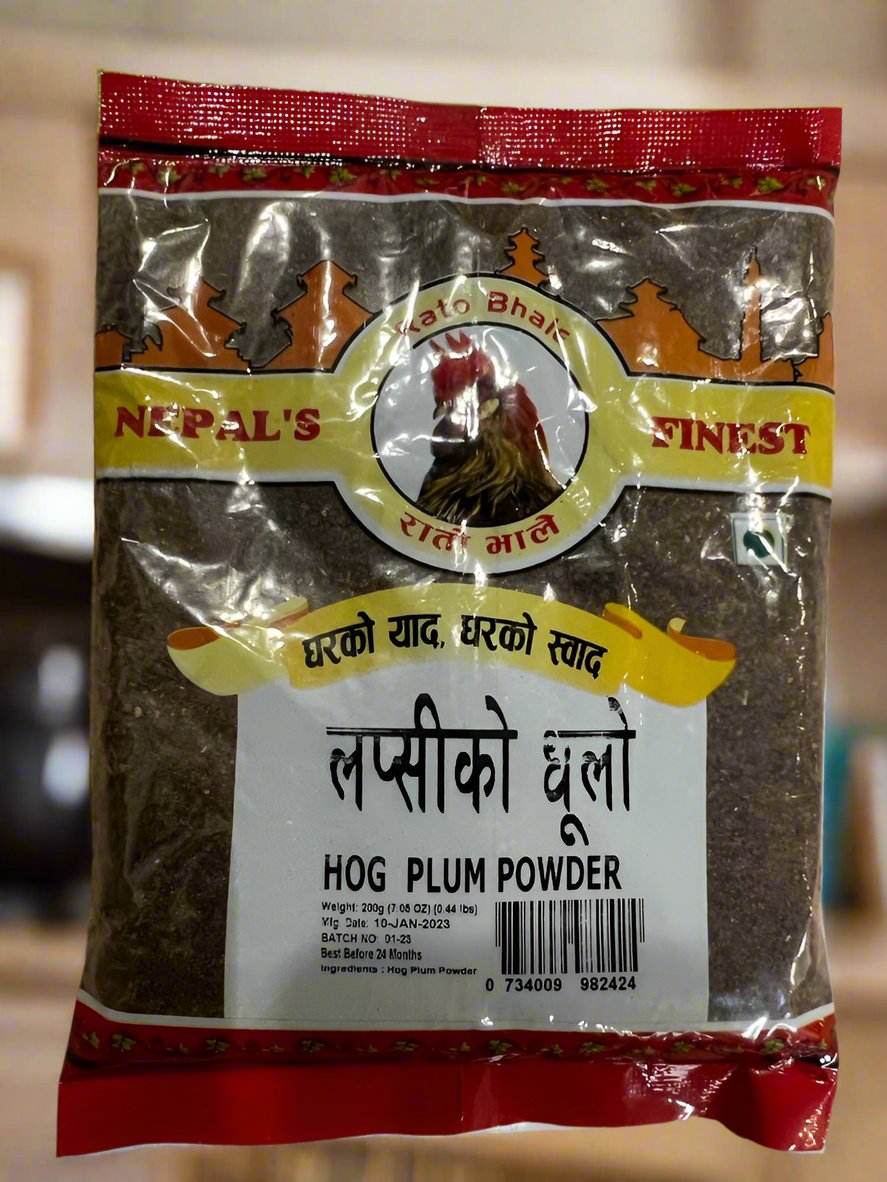 Rato Bhale
NEPAL'S FINEST
रातो भाले
घरको याद, घरको स्वाद
लप्सीको धूलो
HOG PLUM POWDER
Weight: 200g (7.05 OZ) (0.44 lbs)
Mfg Date: 10-JAN-2023
BATCH NO: 01-23
Best Before 24 Months
Ingredients : Hog Plum Powder
0 734009 982424